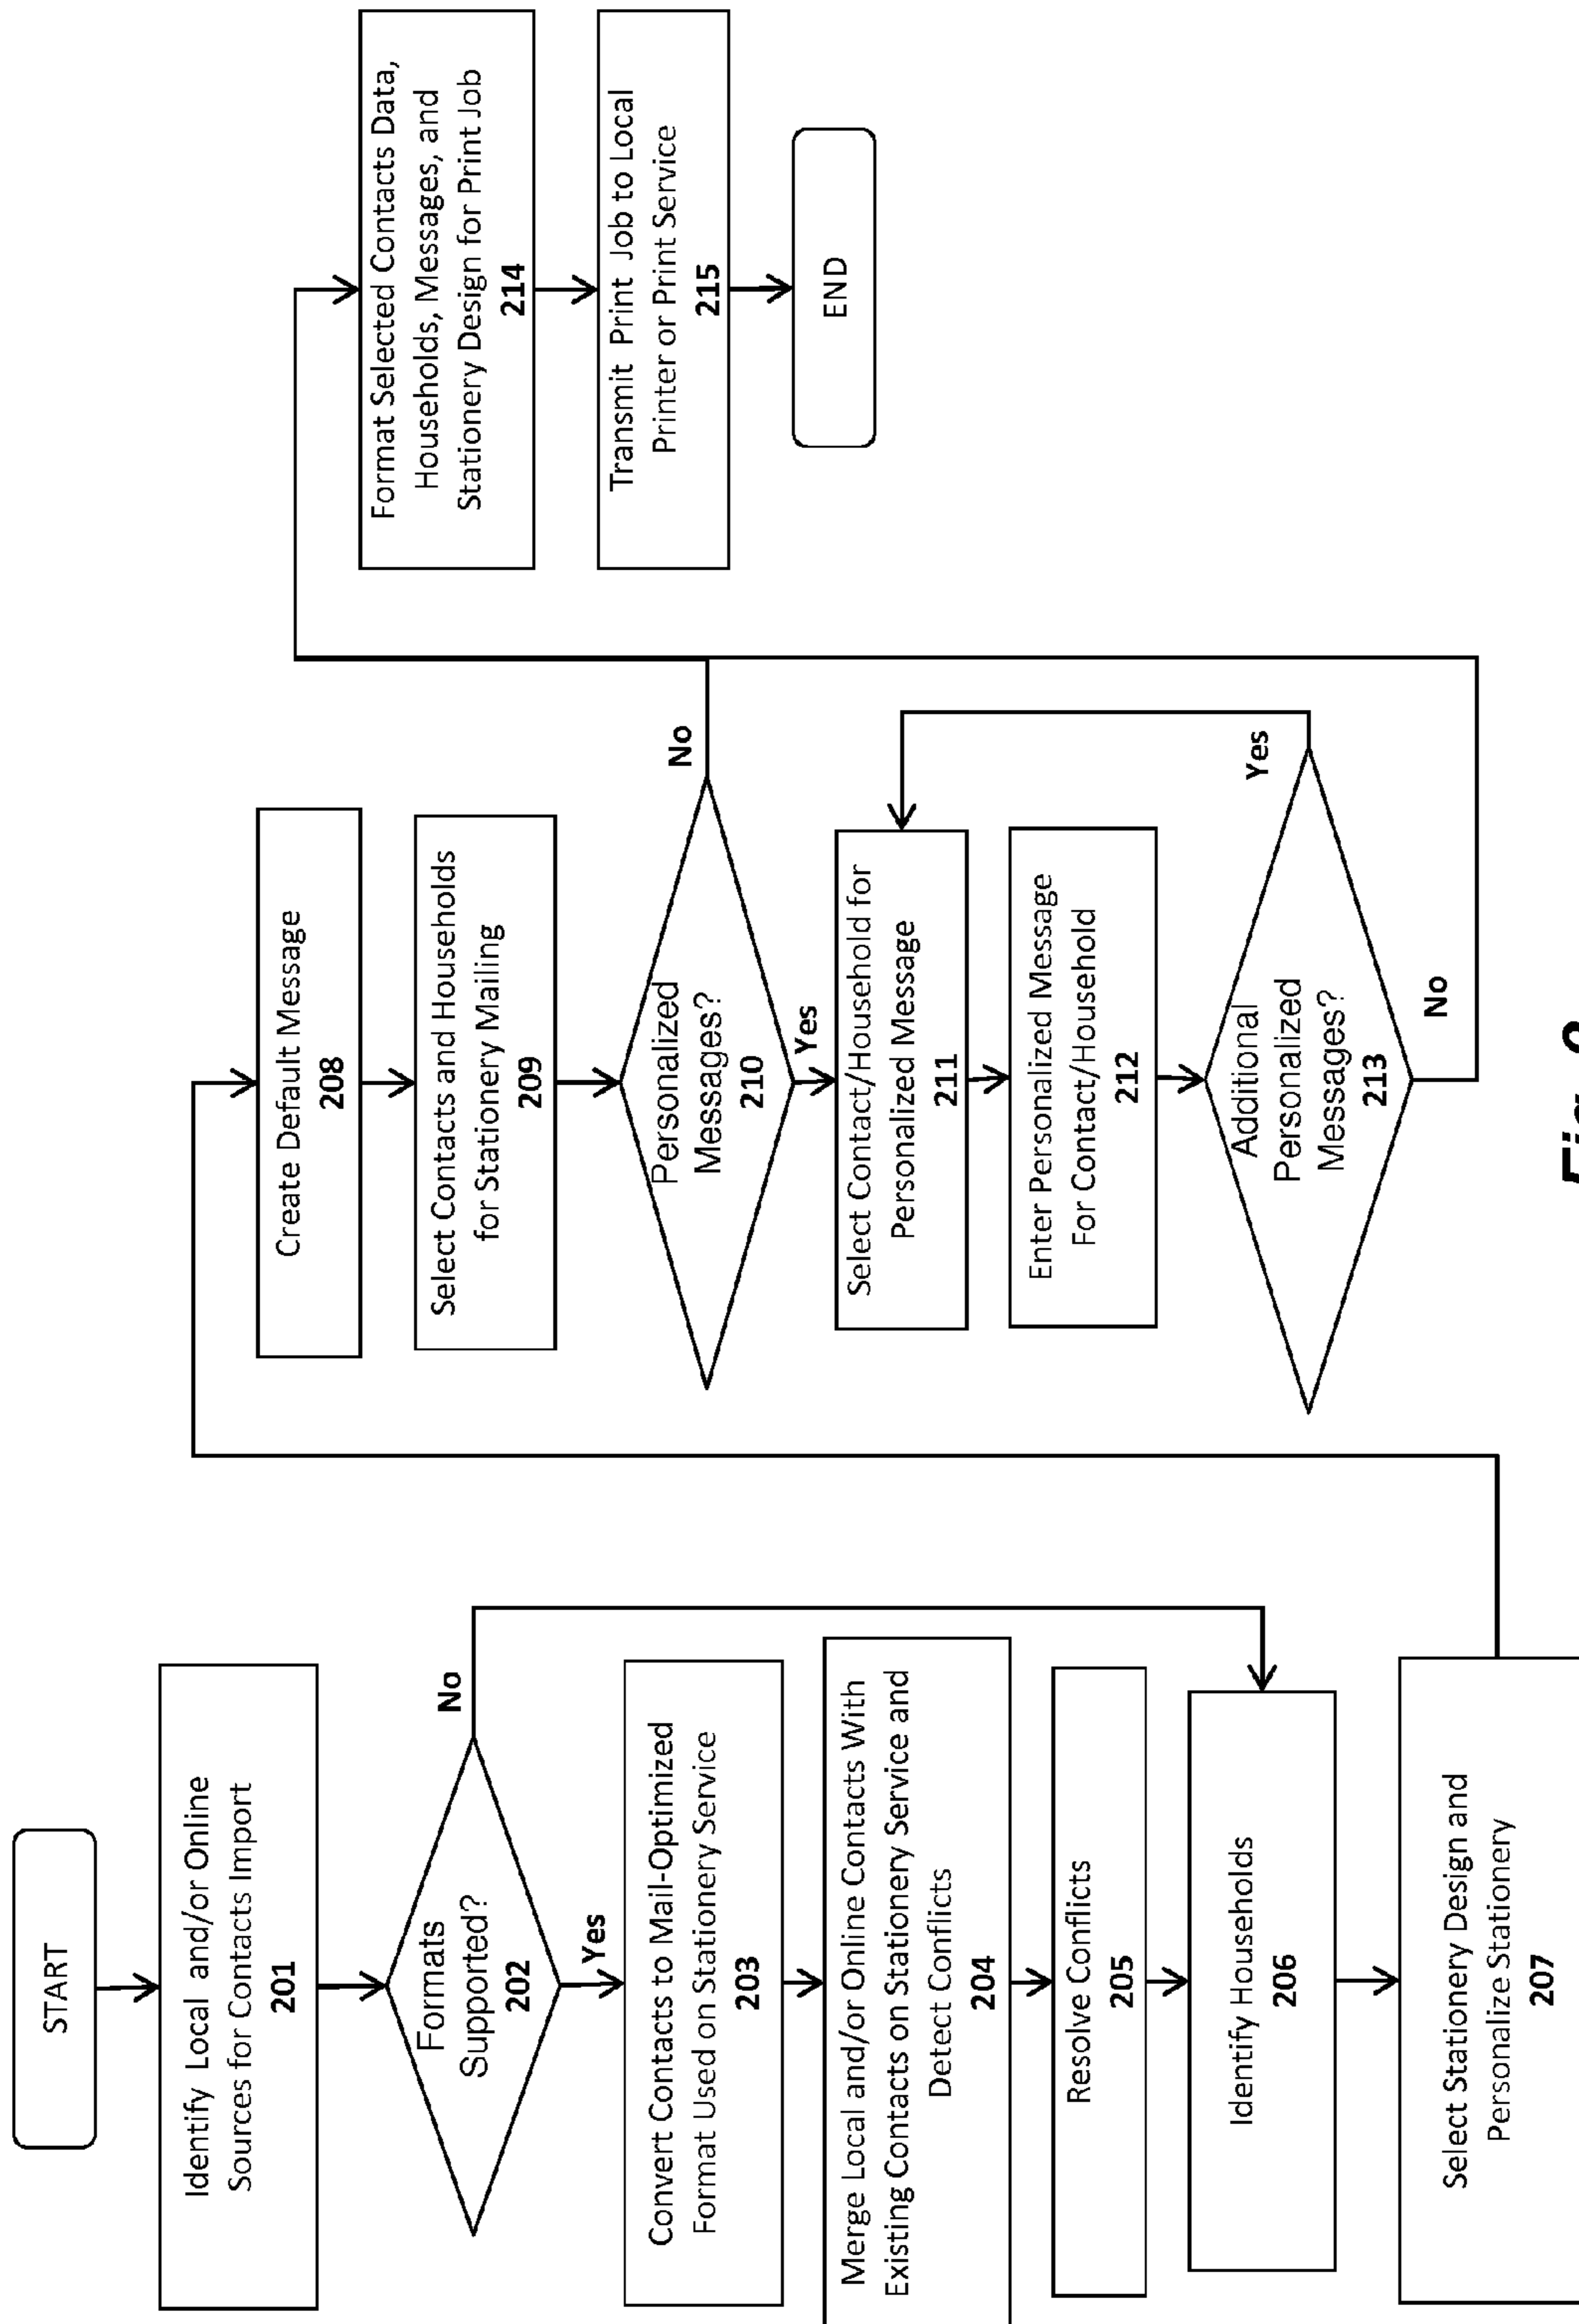 START
Identify Local and/or Online
Sources for Contacts Import
201
Formats
Supported?
202
No
Yes
Convert Contacts to Mail-Optimized
Format Used on Stationery Service
203
Merge Local and/or Online Contacts With
Existing Contacts on Stationery Service and
Detect Conflicts
204
Resolve Conflicts
205
Identify Households
206
Select Stationery Design and
Personalize Stationery
207
Create Default Message
208
Select Contacts and Households
for Stationery Mailing
209
Personalized
Messages?
210
No
Yes
Select Contact/Household for
Personalized Message
211
Enter Personalized Message
For Contact/Household
212
Additional
Personalized
Messages?
213
Yes
No
Format Selected Contacts Data,
Households, Messages, and
Stationery Design for Print Job
214
Transmit Print Job to Local
Printer or Print Service
215
END